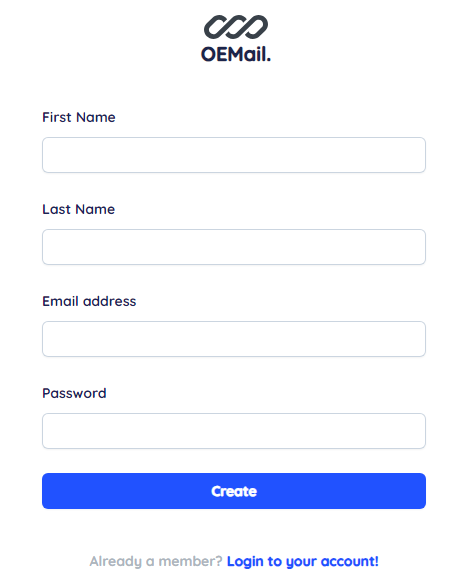 OEMail.
First Name
Last Name
Email address
Password
Create
Already a member? Login to your account!